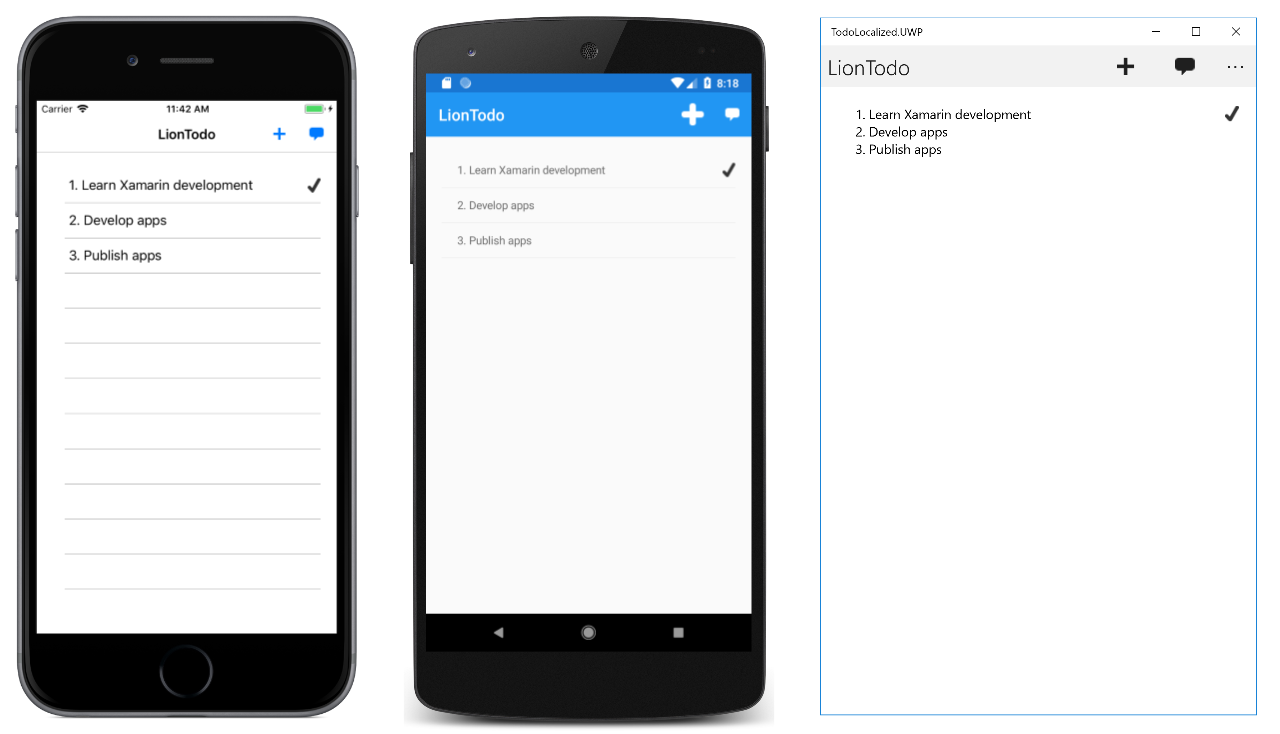 Carrier
11:42 AM
LionTodo
1. Learn Xamarin development
2. Develop apps
3. Publish apps
8:18
LionTodo
1. Learn Xamarin development
2. Develop apps
3. Publish apps
TodoLocalized.UWP
LionTodo
1. Learn Xamarin development
2. Develop apps
3. Publish apps